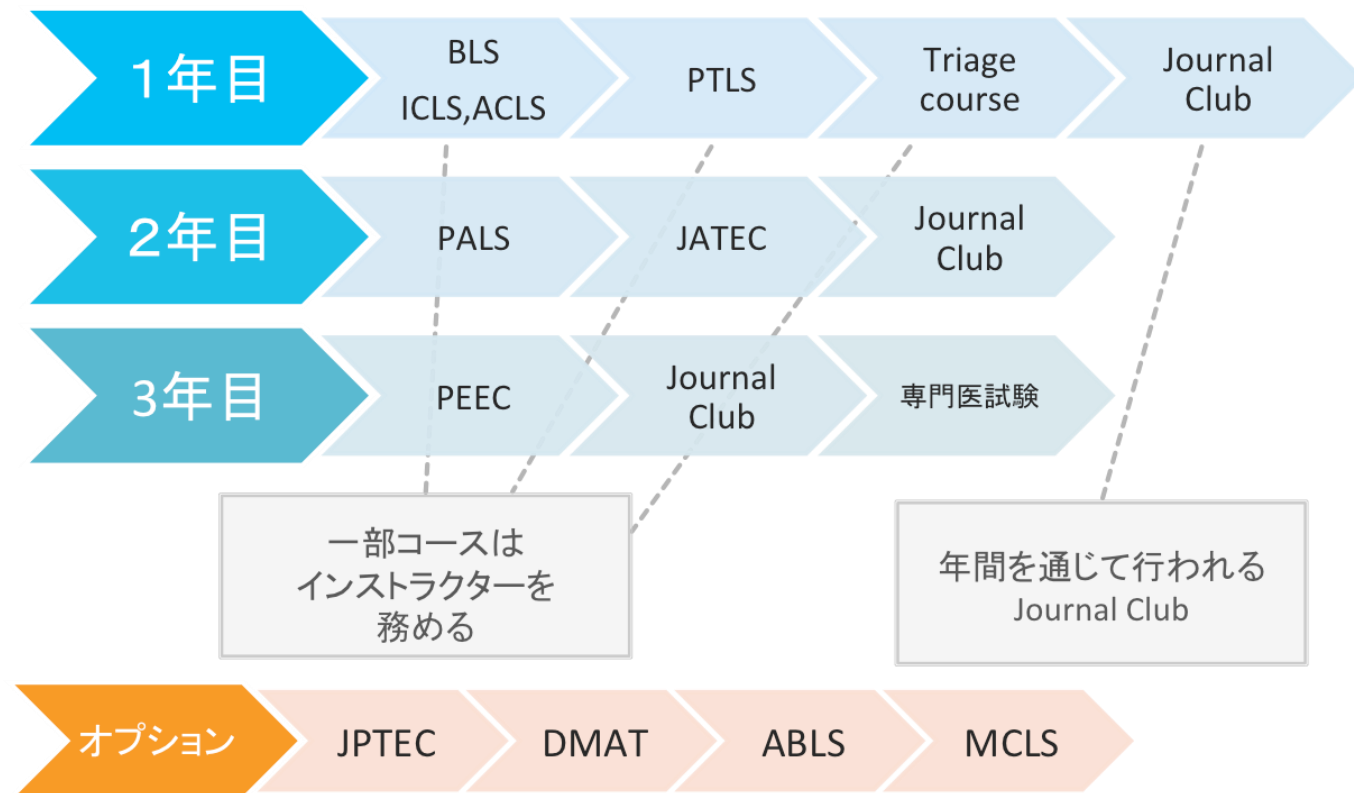 1年目
BLS
ICLS,ACLS
PTLS
Triage
course
Journal
Club
2年目
PALS
JATEC
Journal
Club
3年目
PEEC
Journal
Club
専門医試験
一部コースは
インストラクターを
務める
年間を通じて行われる
Journal Club
オプション
JPTEC
DMAT
ABLS
MCLS